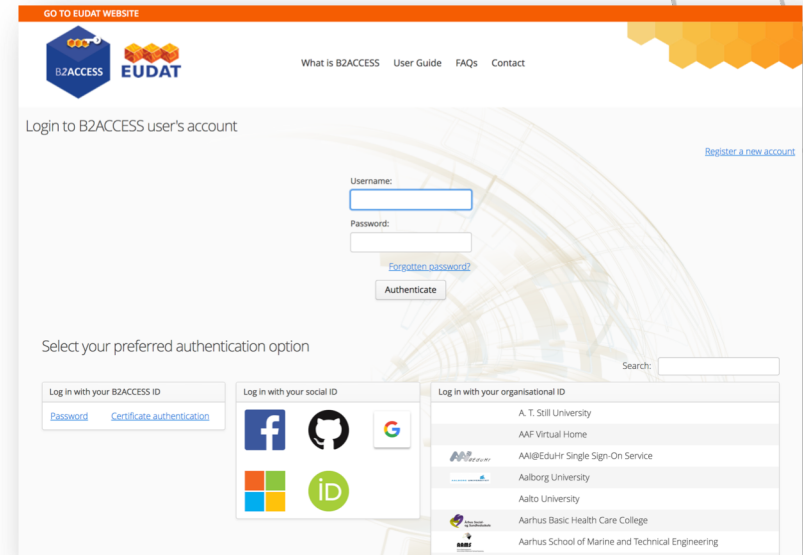 GO TO EUDAT WEBSITE
B2ACCESS
EUDAT
What is B2ACCESS User Guide FAQs Contact
Login to B2ACCESS user's account
Register a new account
Username:
Password:
Forgotten password?
Authenticate
Select your preferred authentication option
Search:
Log in with your B2ACCESS ID
Password Certificate authentication
Log in with your social ID
f
G
iD
Log in with your organisational ID
A. T. Still University
AAF Virtual Home
AAI@EduHr Single Sign-On Service
Aalborg University
Aalto University
Aarhus Basic Health Care College
Aarhus School of Marine and Technical Engineering